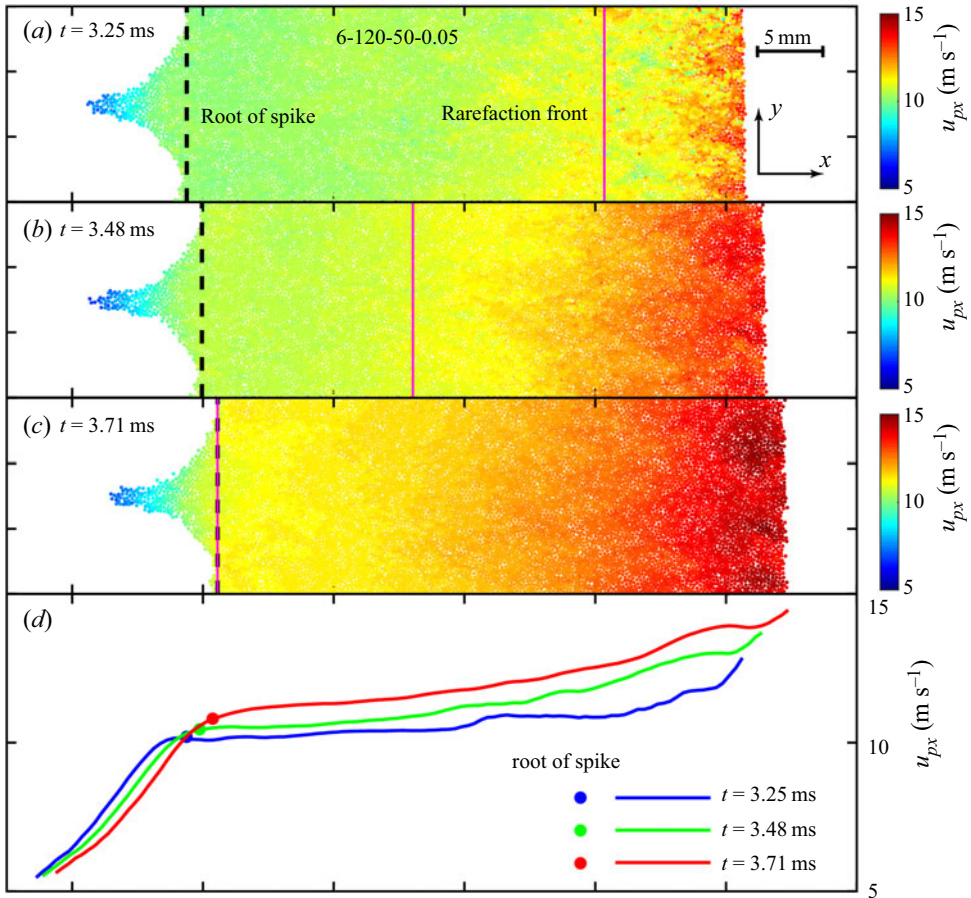 (a) t = 3.25 ms
6-120-50-0.05
5 mm
Root of spike
Rarefaction front
y
x
15
10
5
u_px (m s⁻¹)
(b) t = 3.48 ms
15
10
5
u_px (m s⁻¹)
(c) t = 3.71 ms
15
10
5
u_px (m s⁻¹)
(d)
15
10
5
u_px (m s⁻¹)
root of spike
t = 3.25 ms
t = 3.48 ms
t = 3.71 ms